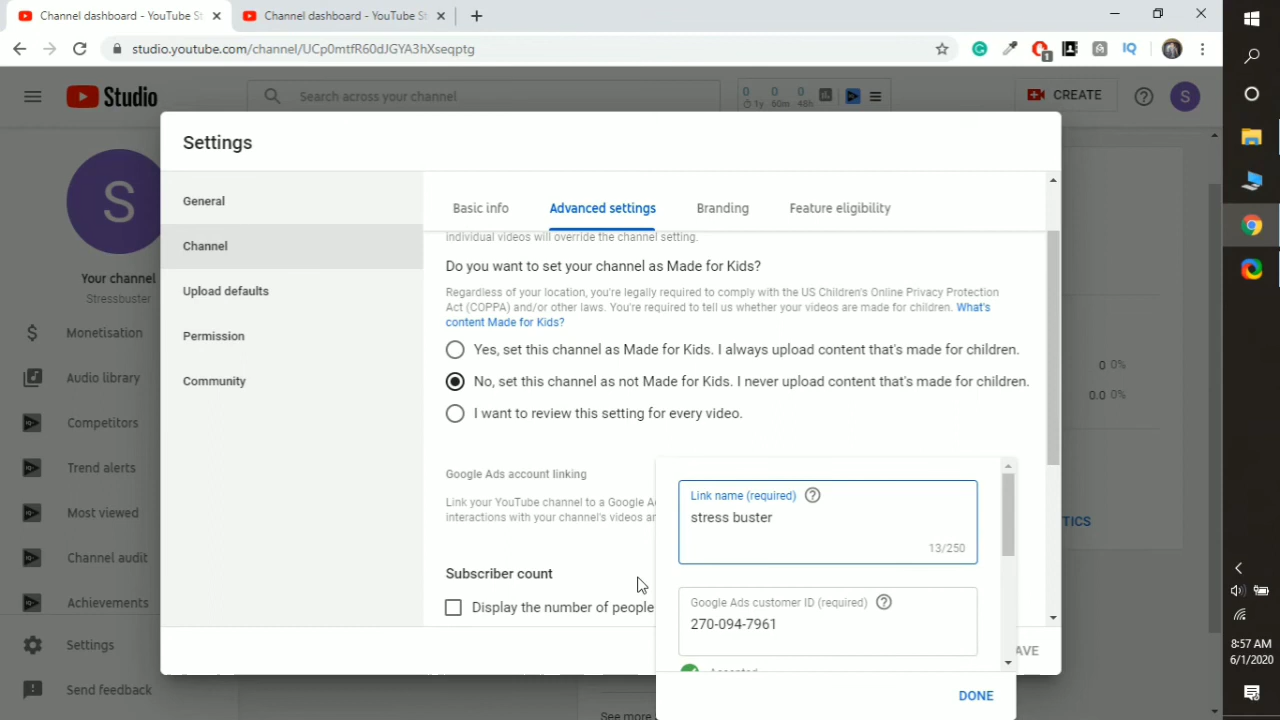 Channel dashboard - YouTube St
Channel dashboard - YouTube St
studio.youtube.com/channel/UCp0mtfR60dJGYA3hXseqptg
1
IQ
Studio
Search across your channel
0 0 0
1y 60m 48h
CREATE
S
Settings
S
General
Channel
Upload defaults
Permission
Community
Basic info
Advanced settings
Branding
Feature eligibility
individual videos will override the channel setting.
Do you want to set your channel as Made for Kids?
Regardless of your location, you're legally required to comply with the US Children's Online Privacy Protection
Act (COPPA) and/or other laws. You're required to tell us whether your videos are made for children. What's
content Made for Kids?
Yes, set this channel as Made for Kids. I always upload content that's made for children.
No, set this channel as not Made for Kids. I never upload content that's made for children.
I want to review this setting for every video.
Google Ads account linking
Link your YouTube channel to a Google A
interactions with your channel's videos an
Subscriber count
Display the number of people
Link name (required)
stress buster
13/250
Google Ads customer ID (required)
270-094-7961
Accepted
DONE
AVE
Your channel
Stressbuster
Monetisation
Audio library
Competitors
Trend alerts
Most viewed
Channel audit
Achievements
Settings
Send feedback
0 0%
0.0 0%
TICS
See more
8:57 AM
6/1/2020